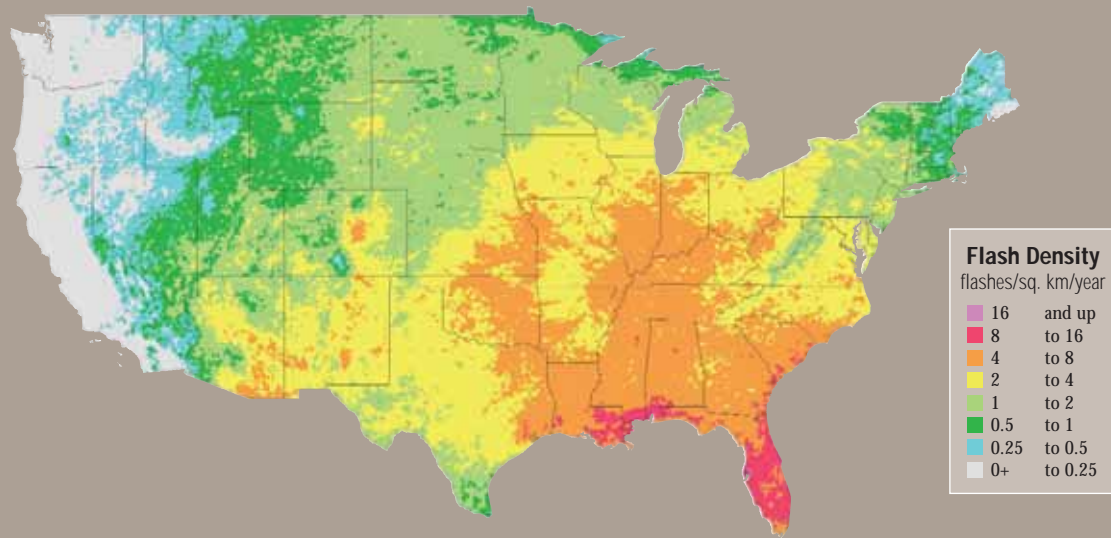 Flash Density
flashes/sq. km/year
16 and up
8 to 16
4 to 8
2 to 4
1 to 2
0.5 to 1
0.25 to 0.5
0+ to 0.25